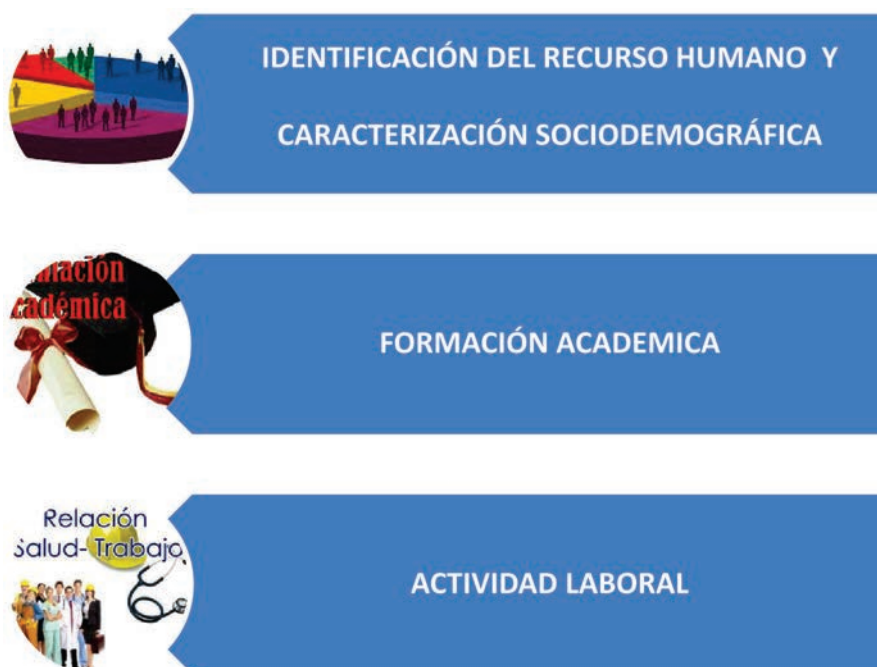 IDENTIFICACIÓN DEL RECURSO HUMANO Y
CARACTERIZACIÓN SOCIODEMOGRÁFICA
FORMACIÓN ACADEMICA
Relación
Salud- Trabajo
ACTIVIDAD LABORAL